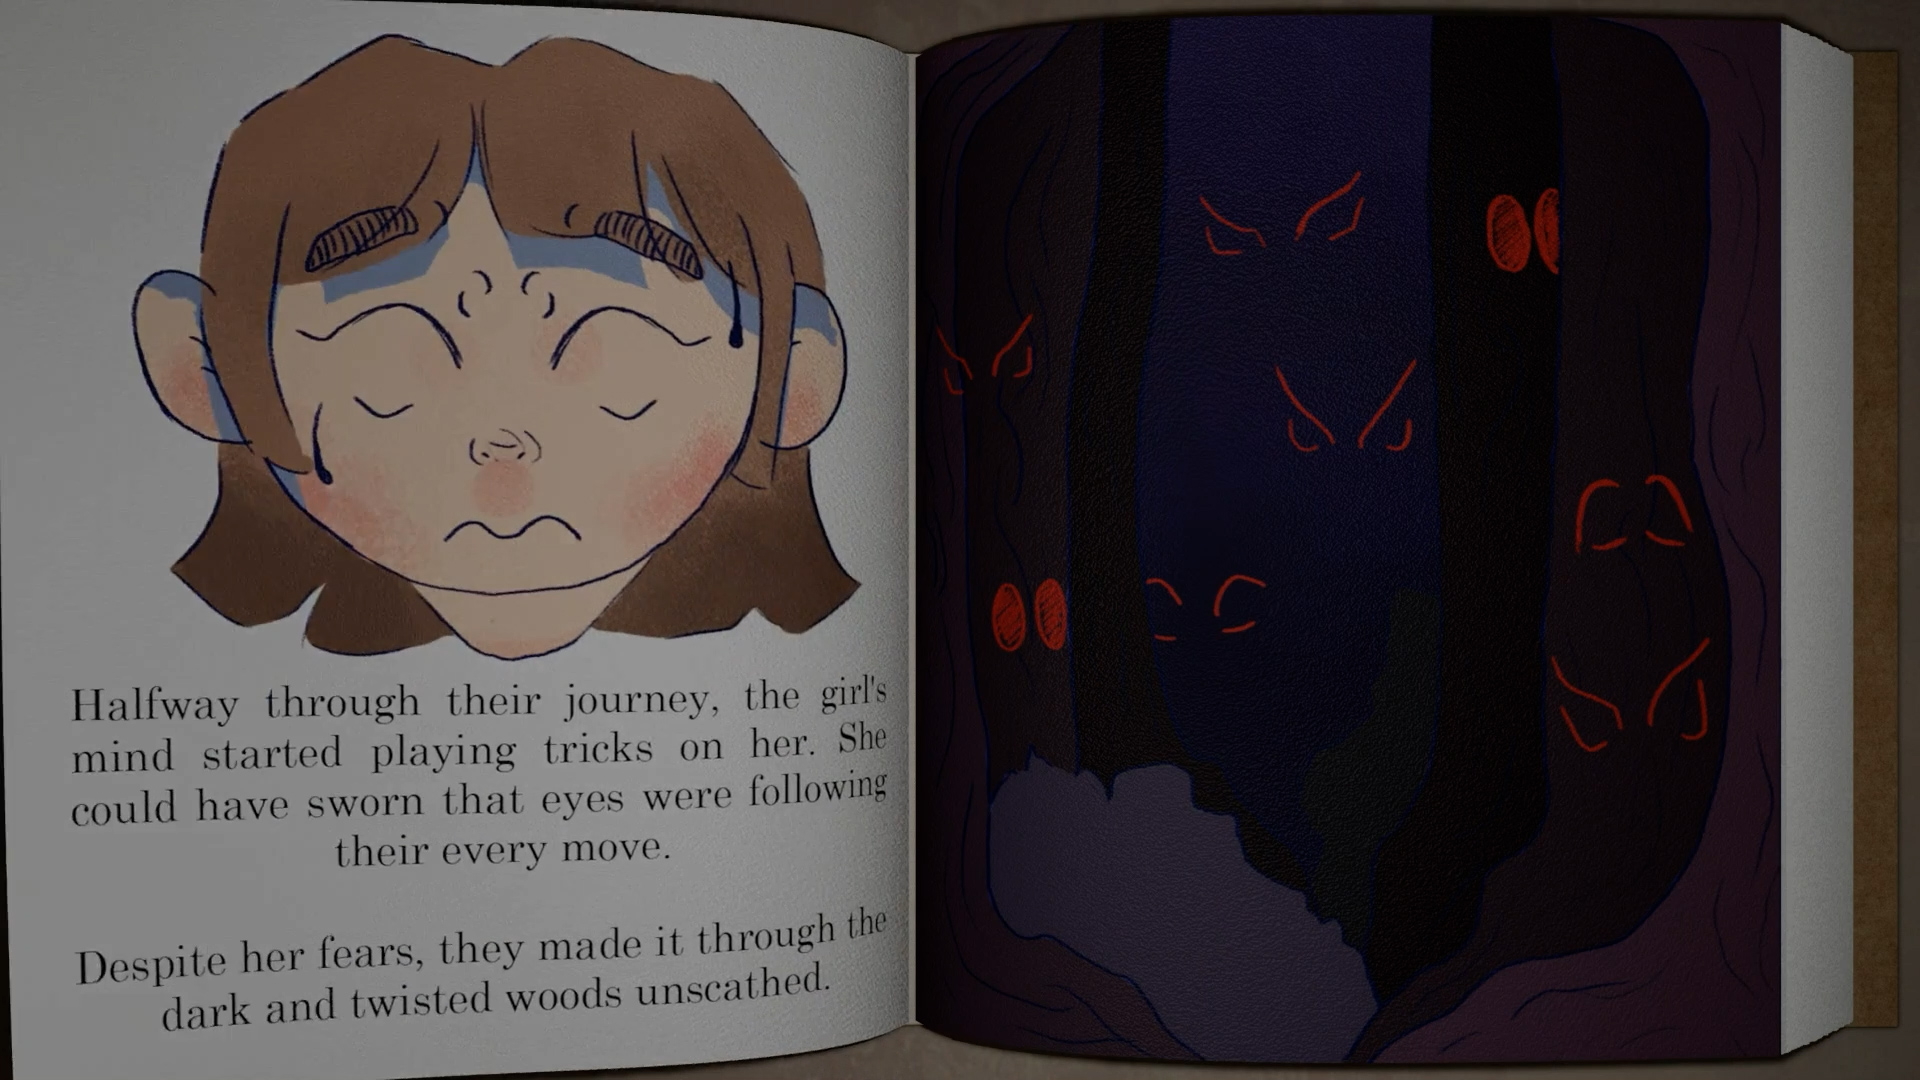 Halfway through their journey, the girl's
mind started playing tricks on her. She
could have sworn that eyes were following
their every move.
Despite her fears, they made it through the
dark and twisted woods unscathed.